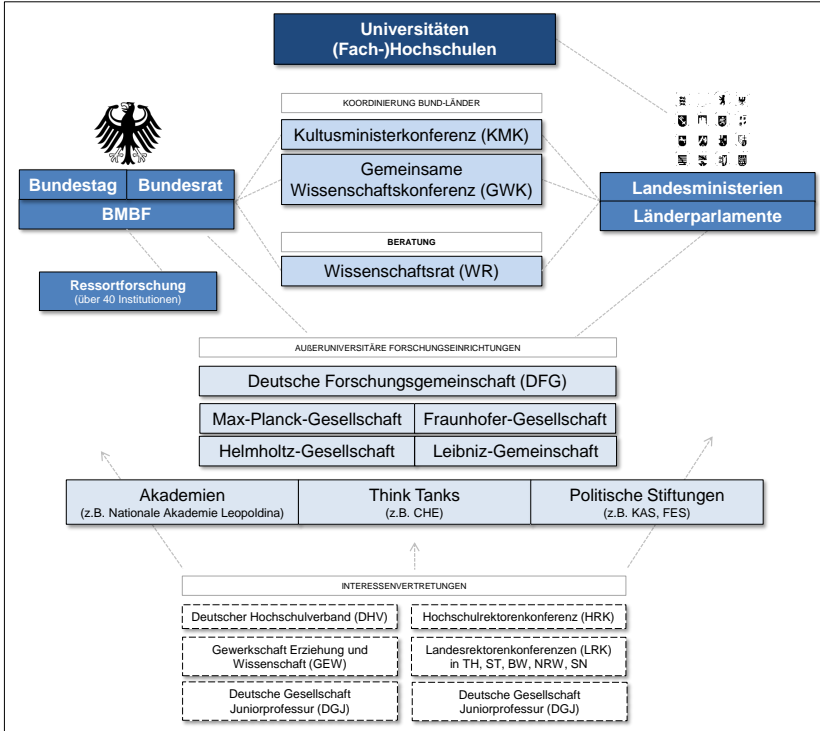 Universitäten
(Fach-)Hochschulen
KOORDINIERUNG BUND-LÄNDER
Kultusministerkonferenz (KMK)
Gemeinsame
Wissenschaftskonferenz (GWK)
Bundestag
Bundesrat
BMBF
Landesministerien
Länderparlamente
BERATUNG
Wissenschaftsrat (WR)
Ressortforschung
(über 40 Institutionen)
AUßERUNIVERSITÄRE FORSCHUNGSEINRICHTUNGEN
Deutsche Forschungsgemeinschaft (DFG)
Max-Planck-Gesellschaft
Fraunhofer-Gesellschaft
Helmholtz-Gesellschaft
Leibniz-Gemeinschaft
Akademien
(z.B. Nationale Akademie Leopoldina)
Think Tanks
(z.B. CHE)
Politische Stiftungen
(z.B. KAS, FES)
INTERESSENVERTRETUNGEN
Deutscher Hochschulverband (DHV)
Hochschulrektorenkonferenz (HRK)
Gewerkschaft Erziehung und
Wissenschaft (GEW)
Landesrektorenkonferenzen (LRK)
in TH, ST, BW, NRW, SN
Deutsche Gesellschaft
Juniorprofessur (DGJ)
Deutsche Gesellschaft
Juniorprofessur (DGJ)